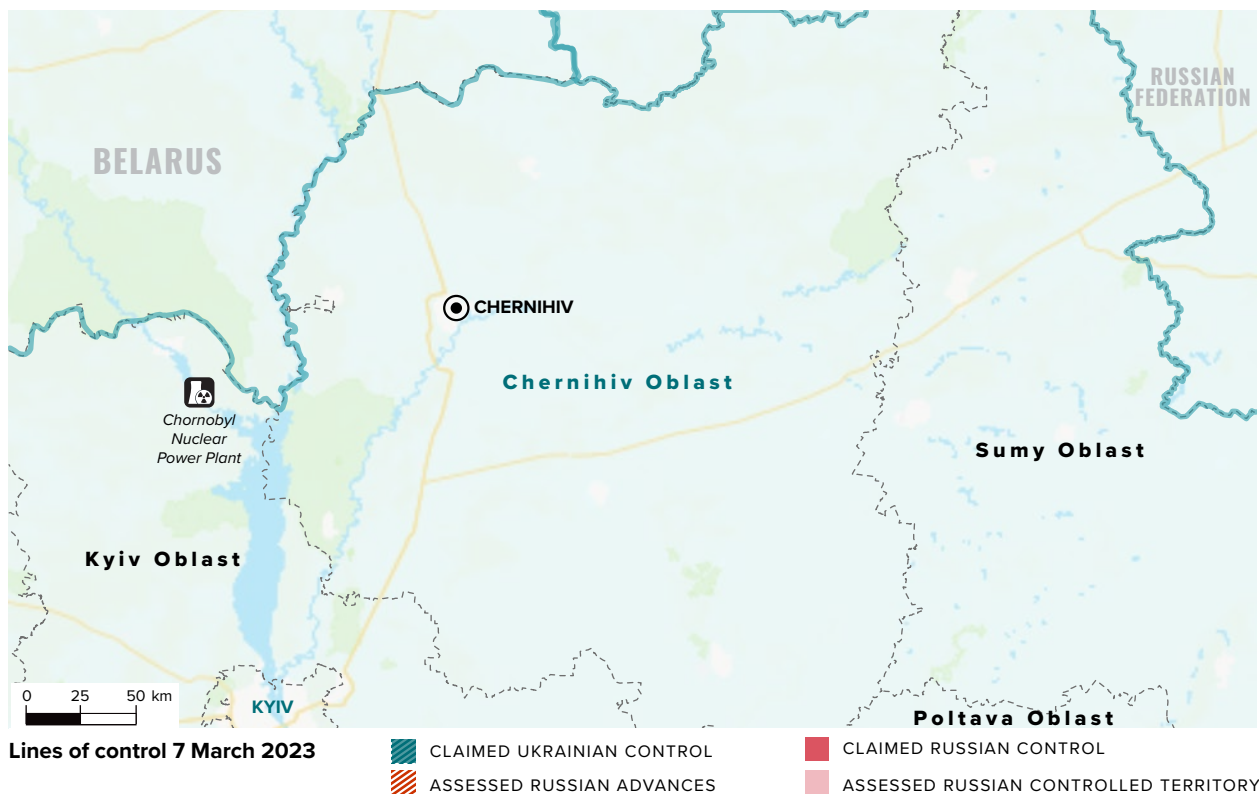 RUSSIAN
FEDERATION
BELARUS
CHERNIHIV
Chernihiv Oblast
Chornobyl
Nuclear
Power Plant
Sumy Oblast
Kyiv Oblast
0 25 50 km
KYIV
Poltava Oblast
Lines of control 7 March 2023
CLAIMED UKRAINIAN CONTROL
CLAIMED RUSSIAN CONTROL
ASSESSED RUSSIAN ADVANCES
ASSESSED RUSSIAN CONTROLLED TERRITORY